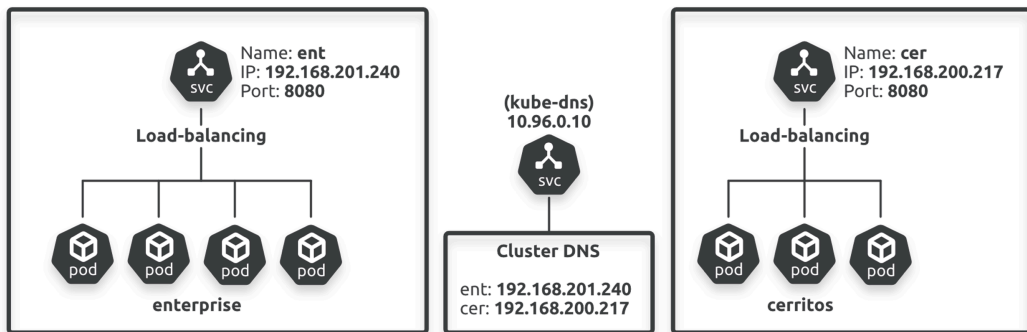 Name: ent
IP: 192.168.201.240
Port: 8080
svc
Load-balancing
pod
pod
pod
pod
enterprise
(kube-dns)
10.96.0.10
svc
Cluster DNS
ent: 192.168.201.240
cer: 192.168.200.217
Name: cer
IP: 192.168.200.217
Port: 8080
svc
Load-balancing
pod
pod
pod
cerritos